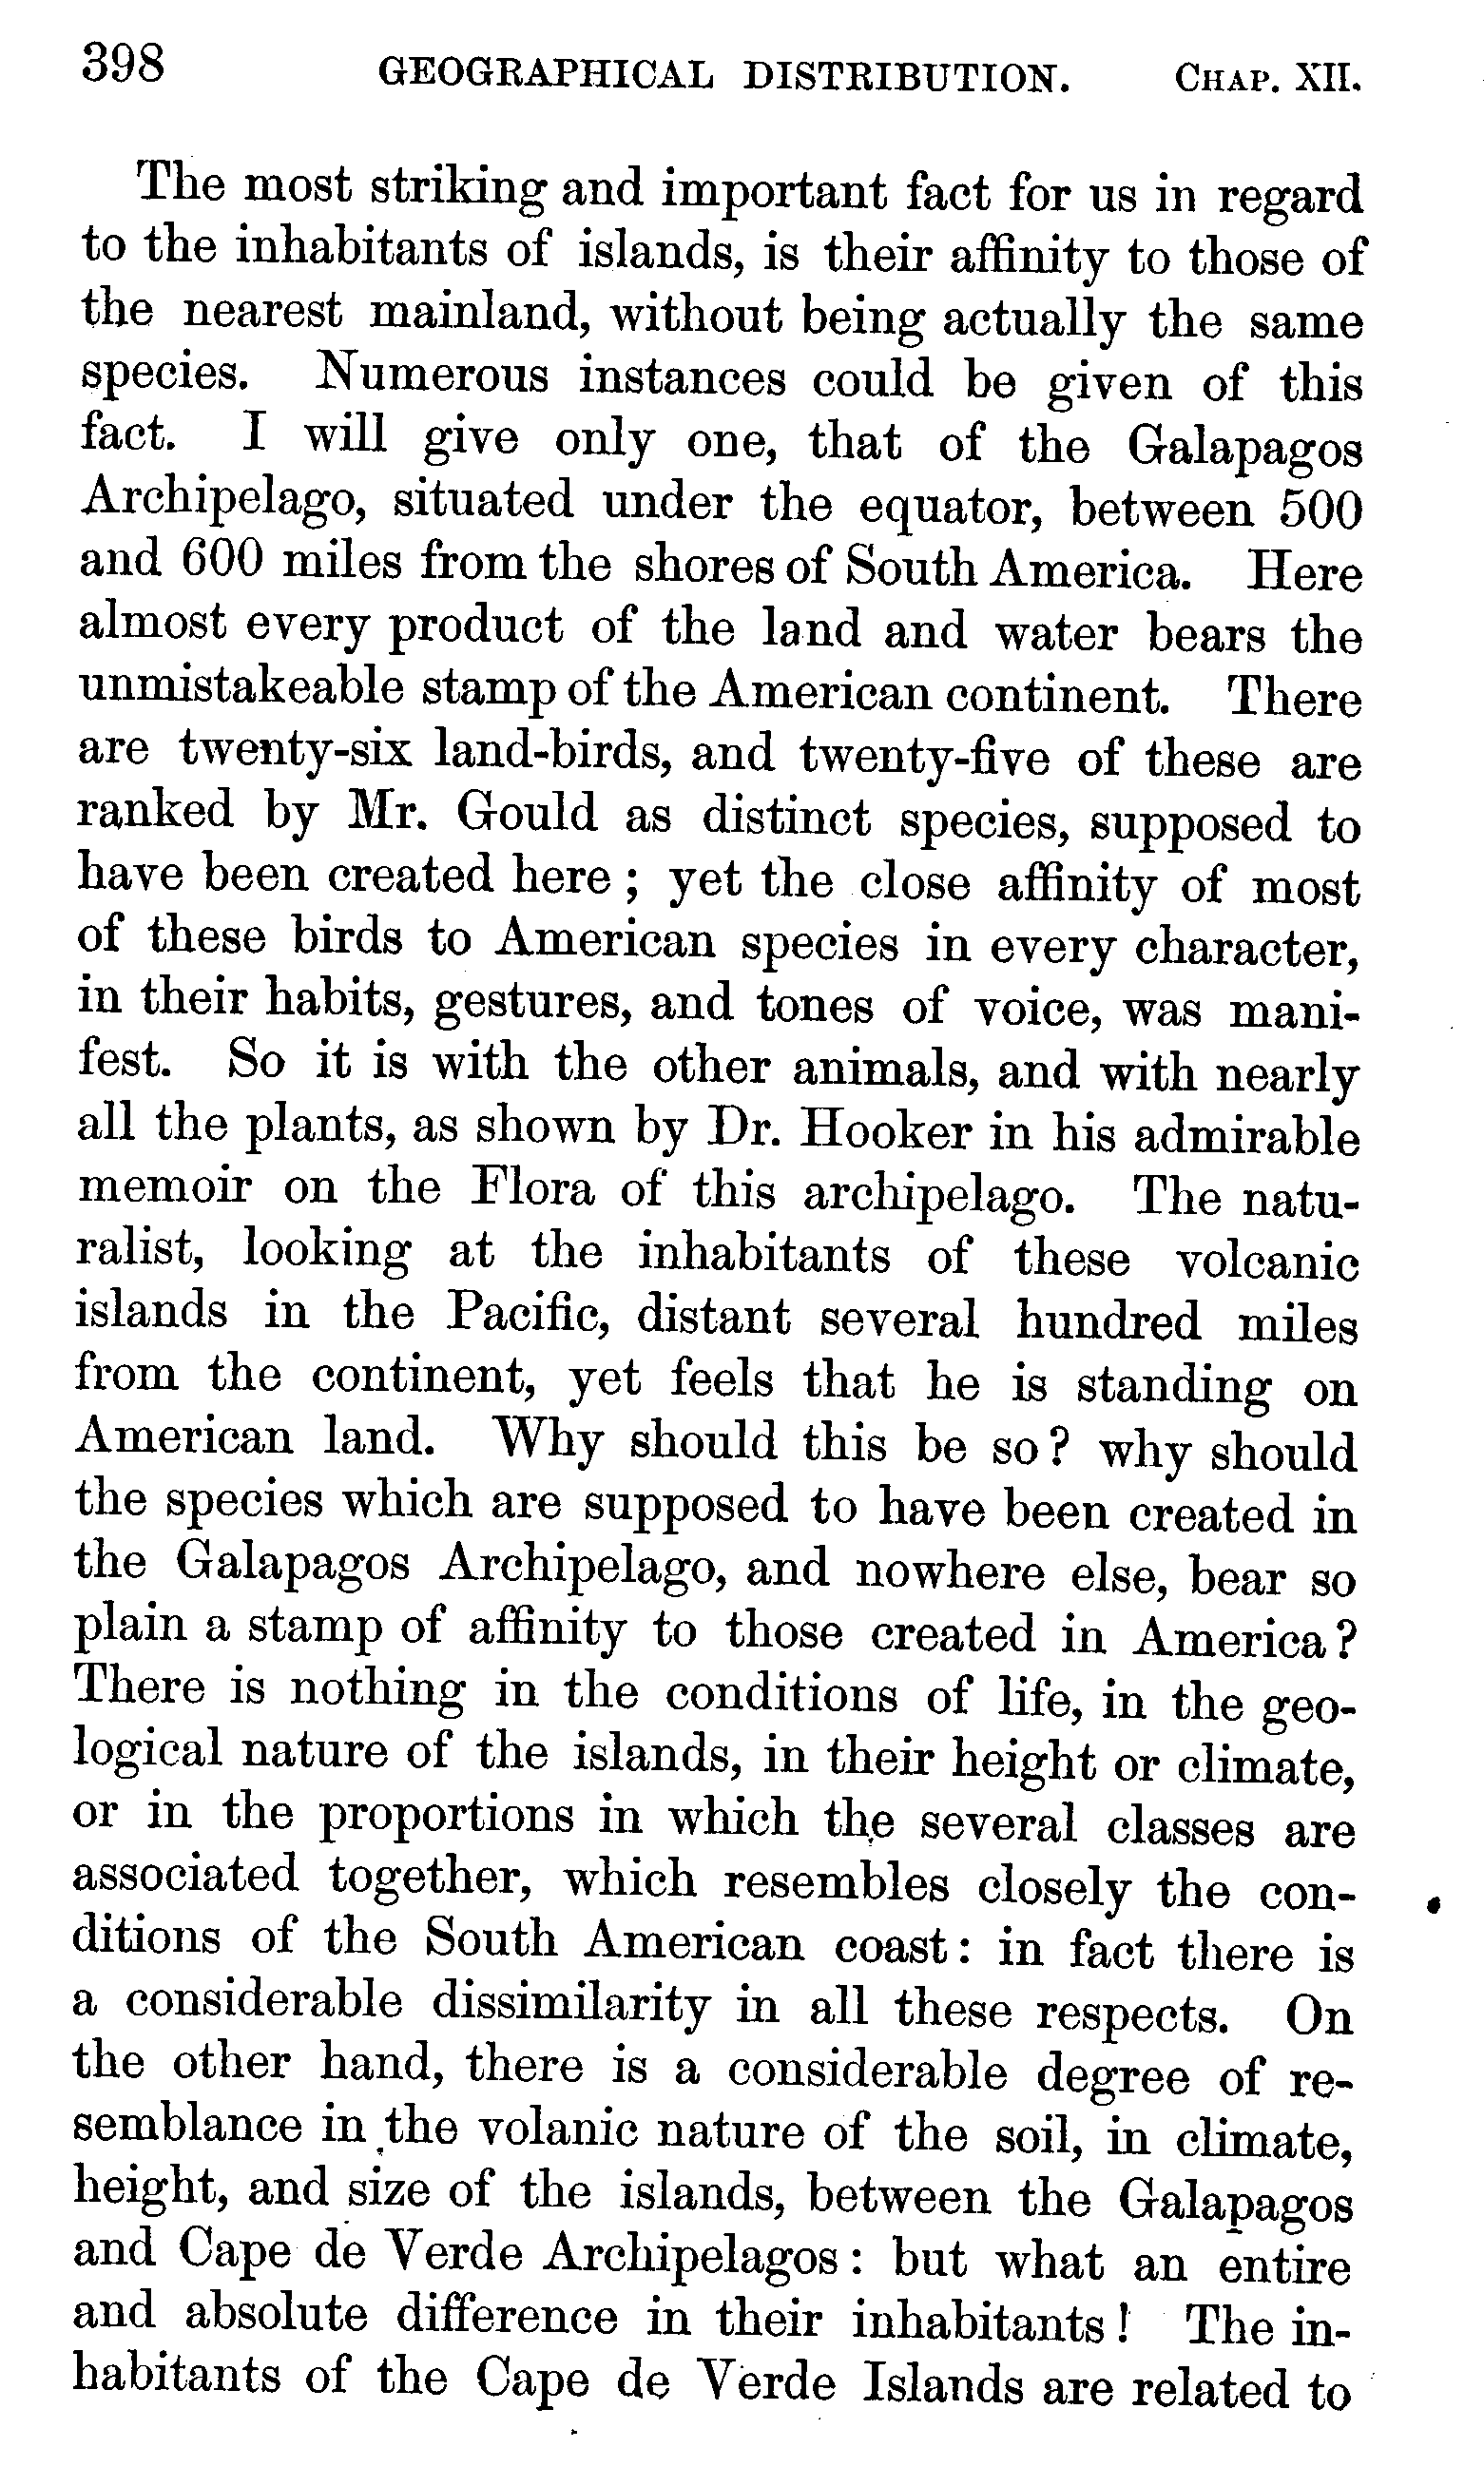 398 GEOGRAPHICAL DISTRIBUTION. CHAP. XII.
The most striking and important fact for us in regard
to the inhabitants of islands, is their affinity to those of
the nearest mainland, without being actually the same
species. Numerous instances could be given of this
fact. I will give only one, that of the Galapagos
Archipelago, situated under the equator, between 500
and 600 miles from the shores of South America. Here
almost every product of the land and water bears the
unmistakeable stamp of the American continent. There
are twenty-six land-birds, and twenty-five of these are
ranked by Mr. Gould as distinct species, supposed to
have been created here; yet the close affinity of most
of these birds to American species in every character,
in their habits, gestures, and tones of voice, was mani-
fest. So it is with the other animals, and with nearly
all the plants, as shown by Dr. Hooker in his admirable
memoir on the Flora of this archipelago. The natu-
ralist, looking at the inhabitants of these volcanic
islands in the Pacific, distant several hundred miles
from the continent, yet feels that he is standing on
American land. Why should this be so? why should
the species which are supposed to have been created in
the Galapagos Archipelago, and nowhere else, bear so
plain a stamp of affinity to those created in America?
There is nothing in the conditions of life, in the geo-
logical nature of the islands, in their height or climate,
or in the proportions in which the several classes are
associated together, which resembles closely the con-
ditions of the South American coast: in fact there is
a considerable dissimilarity in all these respects. On
the other hand, there is a considerable degree of re-
semblance in the volanic nature of the soil, in climate,
height, and size of the islands, between the Galapagos
and Cape de Verde Archipelagos: but what an entire
and absolute difference in their inhabitants! The in-
habitants of the Cape de Verde Islands are related to